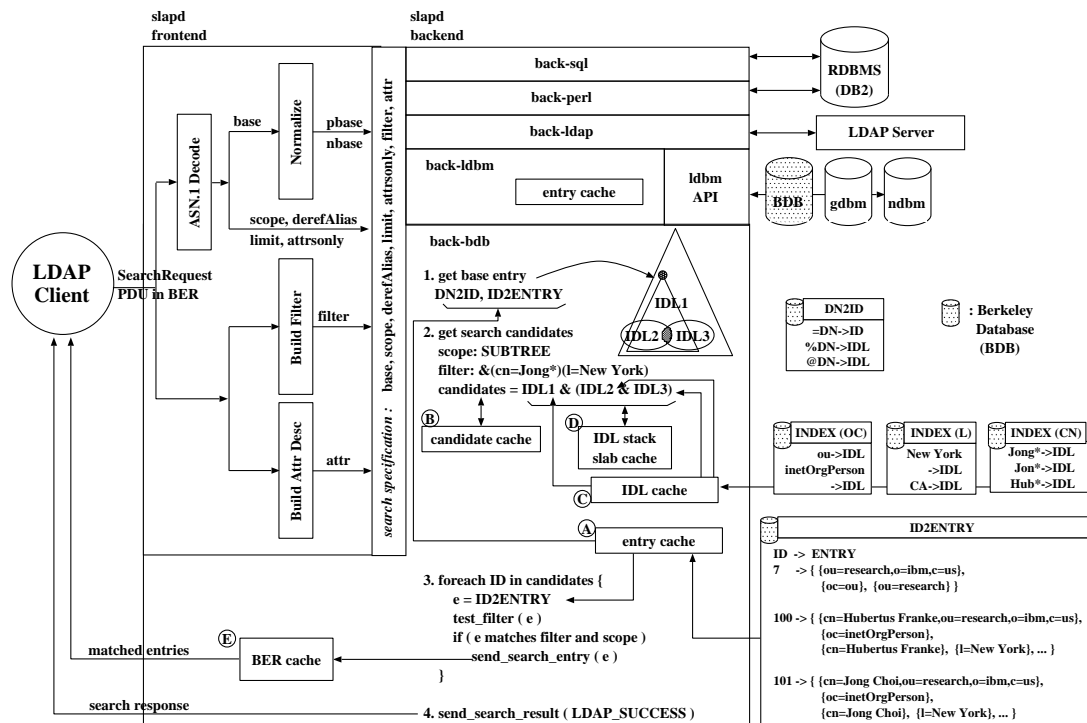 slapd
frontend
slapd
backend
back-sql
back-perl
back-ldap
back-ldbm
entry cache
ldbm
API
RDBMS
(DB2)
LDAP Server
BDB
gdbm
ndbm
LDAP
Client
SearchRequest
PDU in BER
ASN.1 Decode
base
Normalize
pbase
nbase
scope, derefAlias
limit, attrsonly
Build Filter
filter
Build Attr Desc
attr
search specification : base, scope, derefAlias, limit, attrsonly, filter, attr
back-bdb
1. get base entry
DN2ID, ID2ENTRY
2. get search candidates
scope: SUBTREE
filter: &(cn=Jong*)(l=New York)
candidates = IDL1 & (IDL2 & IDL3)
IDL1
IDL2
IDL3
DN2ID
=DN->ID
%DN->IDL
@DN->IDL
: Berkeley
Database
(BDB)
B
candidate cache
D
IDL stack
slab cache
C
IDL cache
INDEX (OC)
ou->IDL
inetOrgPerson
->IDL
INDEX (L)
New York
->IDL
CA->IDL
INDEX (CN)
Jong*->IDL
Jon*->IDL
Hub*->IDL
A
entry cache
ID2ENTRY
ID -> ENTRY
7 -> { {ou=research,o=ibm,c=us},
{oc=ou}, {ou=research} }
100 -> { {cn=Hubertus Franke,ou=research,o=ibm,c=us},
{oc=inetOrgPerson},
{cn=Hubertus Franke}, {l=New York}, ... }
101 -> { {cn=Jong Choi,ou=research,o=ibm,c=us},
{oc=inetOrgPerson},
{cn=Jong Choi}, {l=New York}, ... }
3. foreach ID in candidates {
e = ID2ENTRY
test_filter ( e )
if ( e matches filter and scope )
send_search_entry ( e )
}
E
BER cache
matched entries
search response
4. send_search_result ( LDAP_SUCCESS )